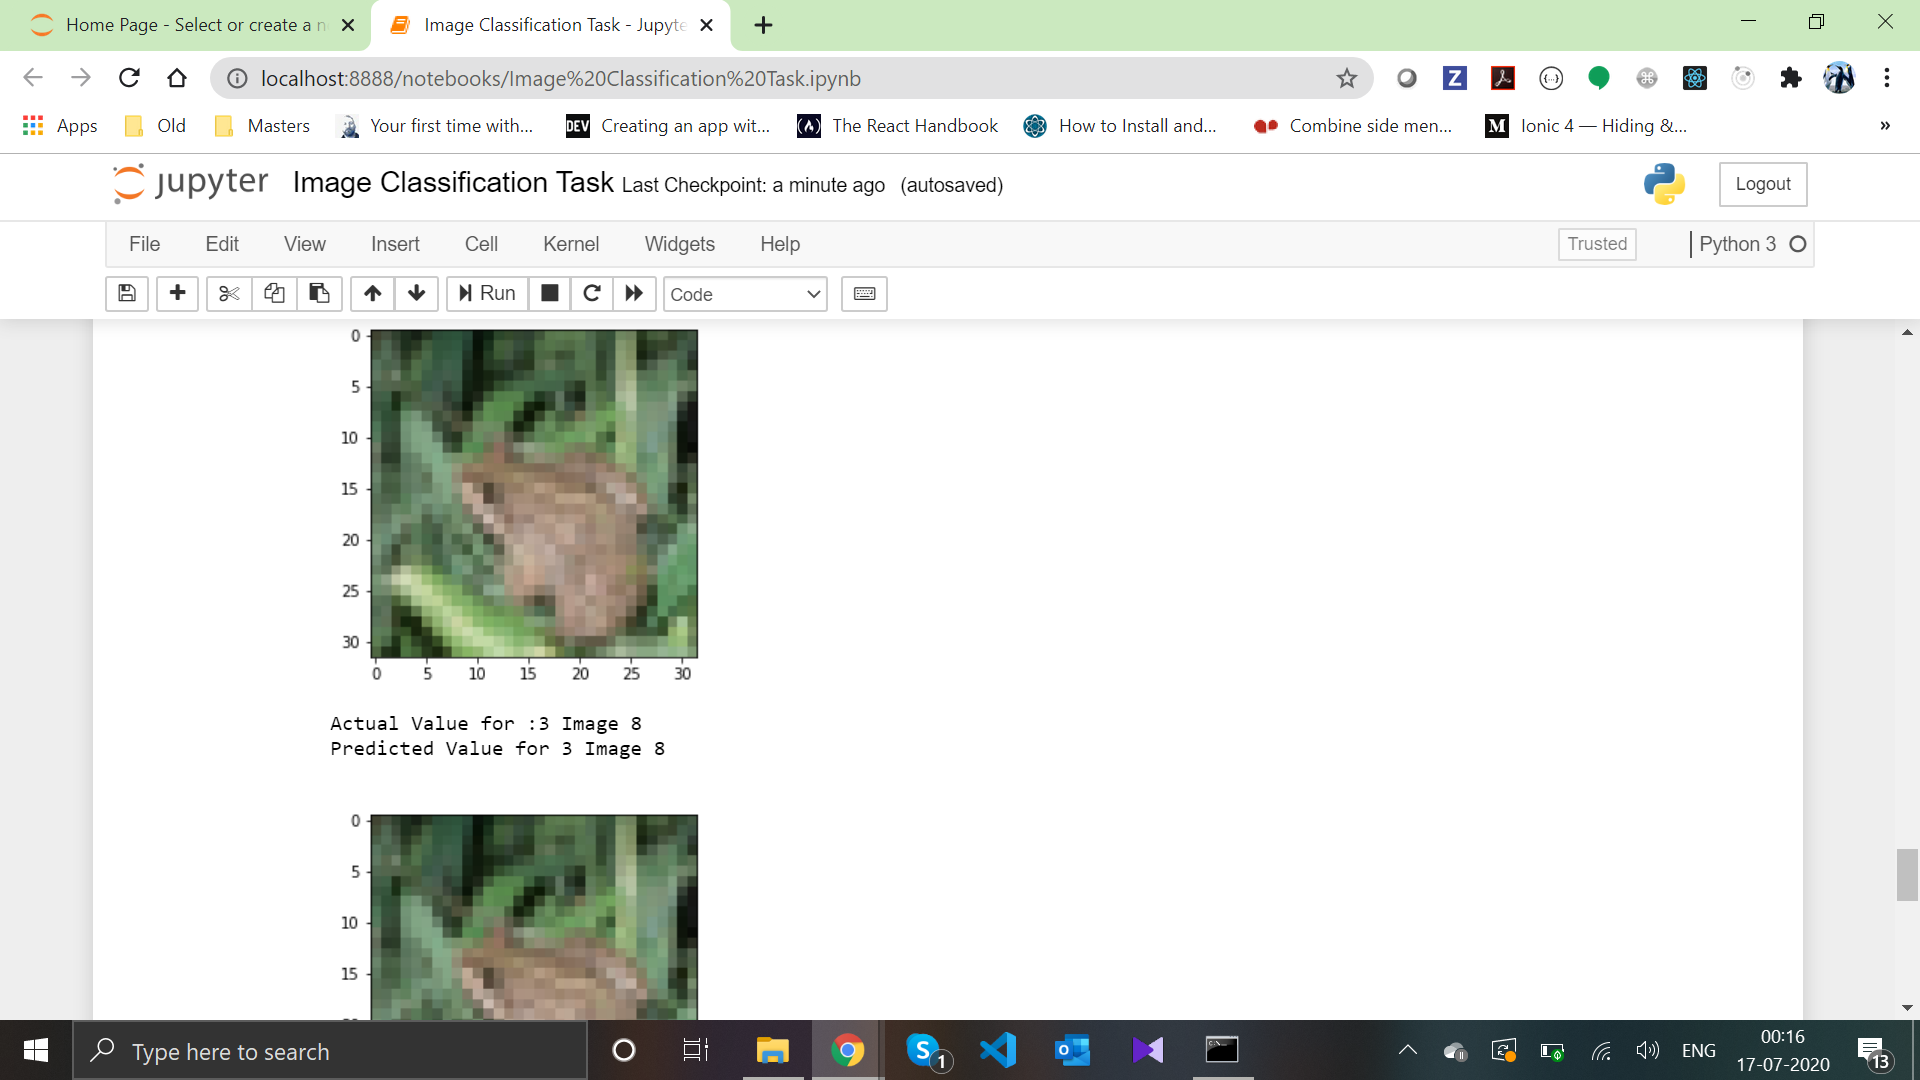 Home Page - Select or create a n
Image Classification Task - Jupyte
localhost:8888/notebooks/Image%20Classification%20Task.ipynb
Apps
Old
Masters
Your first time with...
DEV
Creating an app wit...
The React Handbook
How to Install and...
Combine side men...
M
Ionic 4 — Hiding &...
»
jupyter
Image Classification Task Last Checkpoint: a minute ago (autosaved)
Logout
File Edit View Insert Cell Kernel Widgets Help
Trusted
Python 3
Run
Code
0
5
10
15
20
25
30
0 5 10 15 20 25 30
Actual Value for :3 Image 8
Predicted Value for 3 Image 8
0
5
10
15
Type here to search
S 1
ENG
00:16
17-07-2020
13